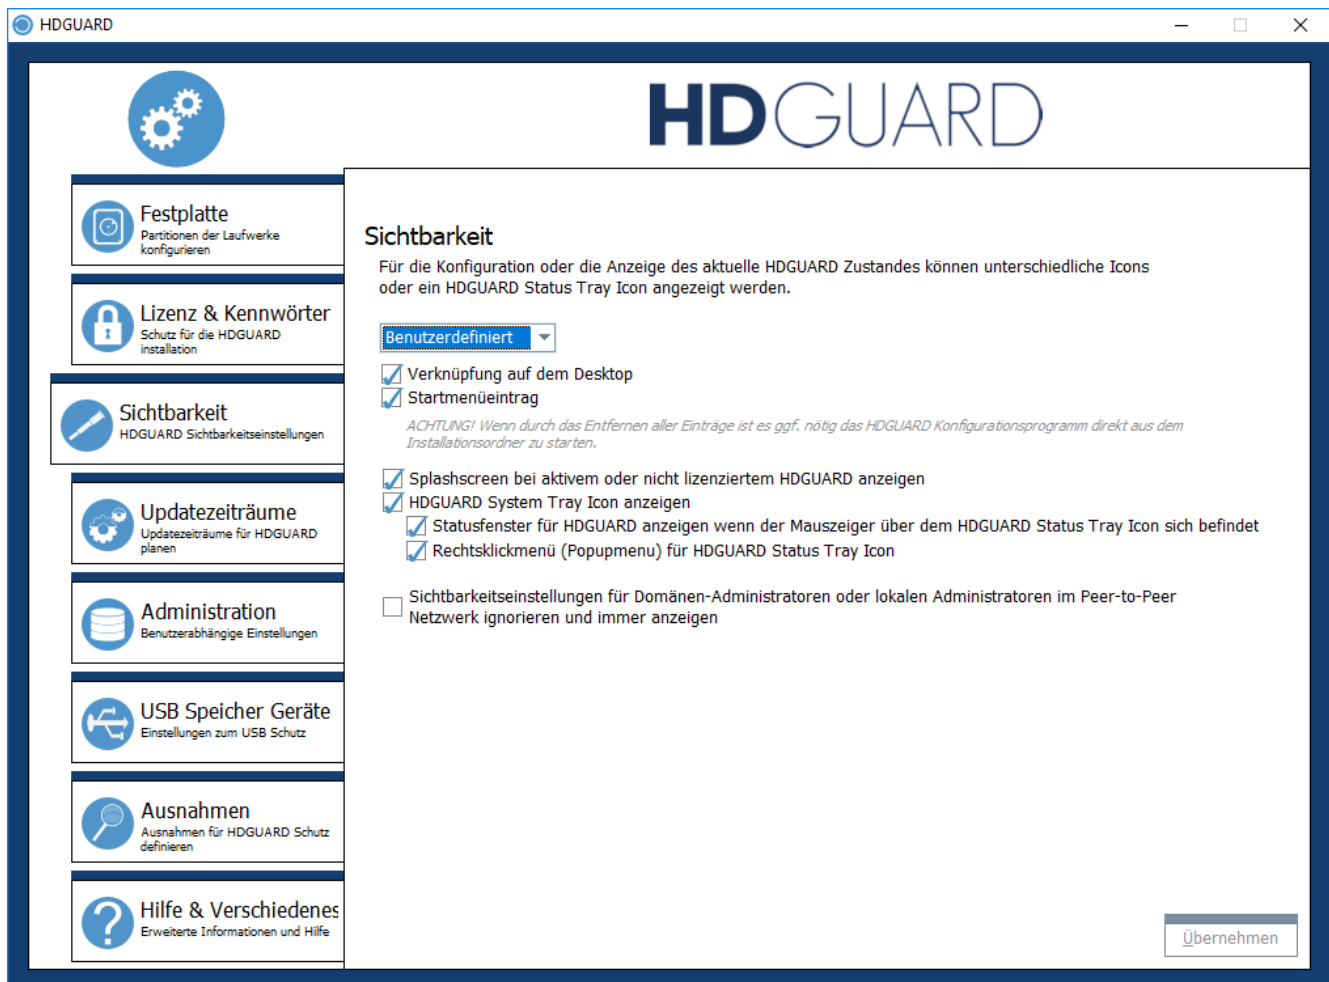 HDGUARD
HDGUARD
Festplatte
Partitionen der Laufwerke
konfigurieren
Lizenz & Kennwörter
Schutz für die HDGUARD
installation
Sichtbarkeit
HDGUARD Sichtbarkeitseinstellungen
Updatezeiträume
Updatezeiträume für HDGUARD
planen
Administration
Benutzerabhängige Einstellungen
USB Speicher Geräte
Einstellungen zum USB Schutz
Ausnahmen
Ausnahmen für HDGUARD Schutz
definieren
Hilfe & Verschiedenes
Erweiterte Informationen und Hilfe
Sichtbarkeit
Für die Konfiguration oder die Anzeige des aktuelle HDGUARD Zustandes können unterschiedliche Icons
oder ein HDGUARD Status Tray Icon angezeigt werden.
Benutzerdefiniert
Verknüpfung auf dem Desktop
Startmenüeintrag
ACHTUNG! Wenn durch das Entfernen aller Einträge ist es ggf. nötig das HDGUARD Konfigurationsprogramm direkt aus dem
Installationsordner zu starten.
Splashscreen bei aktivem oder nicht lizenziertem HDGUARD anzeigen
HDGUARD System Tray Icon anzeigen
Statusfenster für HDGUARD anzeigen wenn der Mauszeiger über dem HDGUARD Status Tray Icon sich befindet
Rechtsklickmenü (Popupmenu) für HDGUARD Status Tray Icon
Sichtbarkeitseinstellungen für Domänen-Administratoren oder lokalen Administratoren im Peer-to-Peer
Netzwerk ignorieren und immer anzeigen
Übernehmen